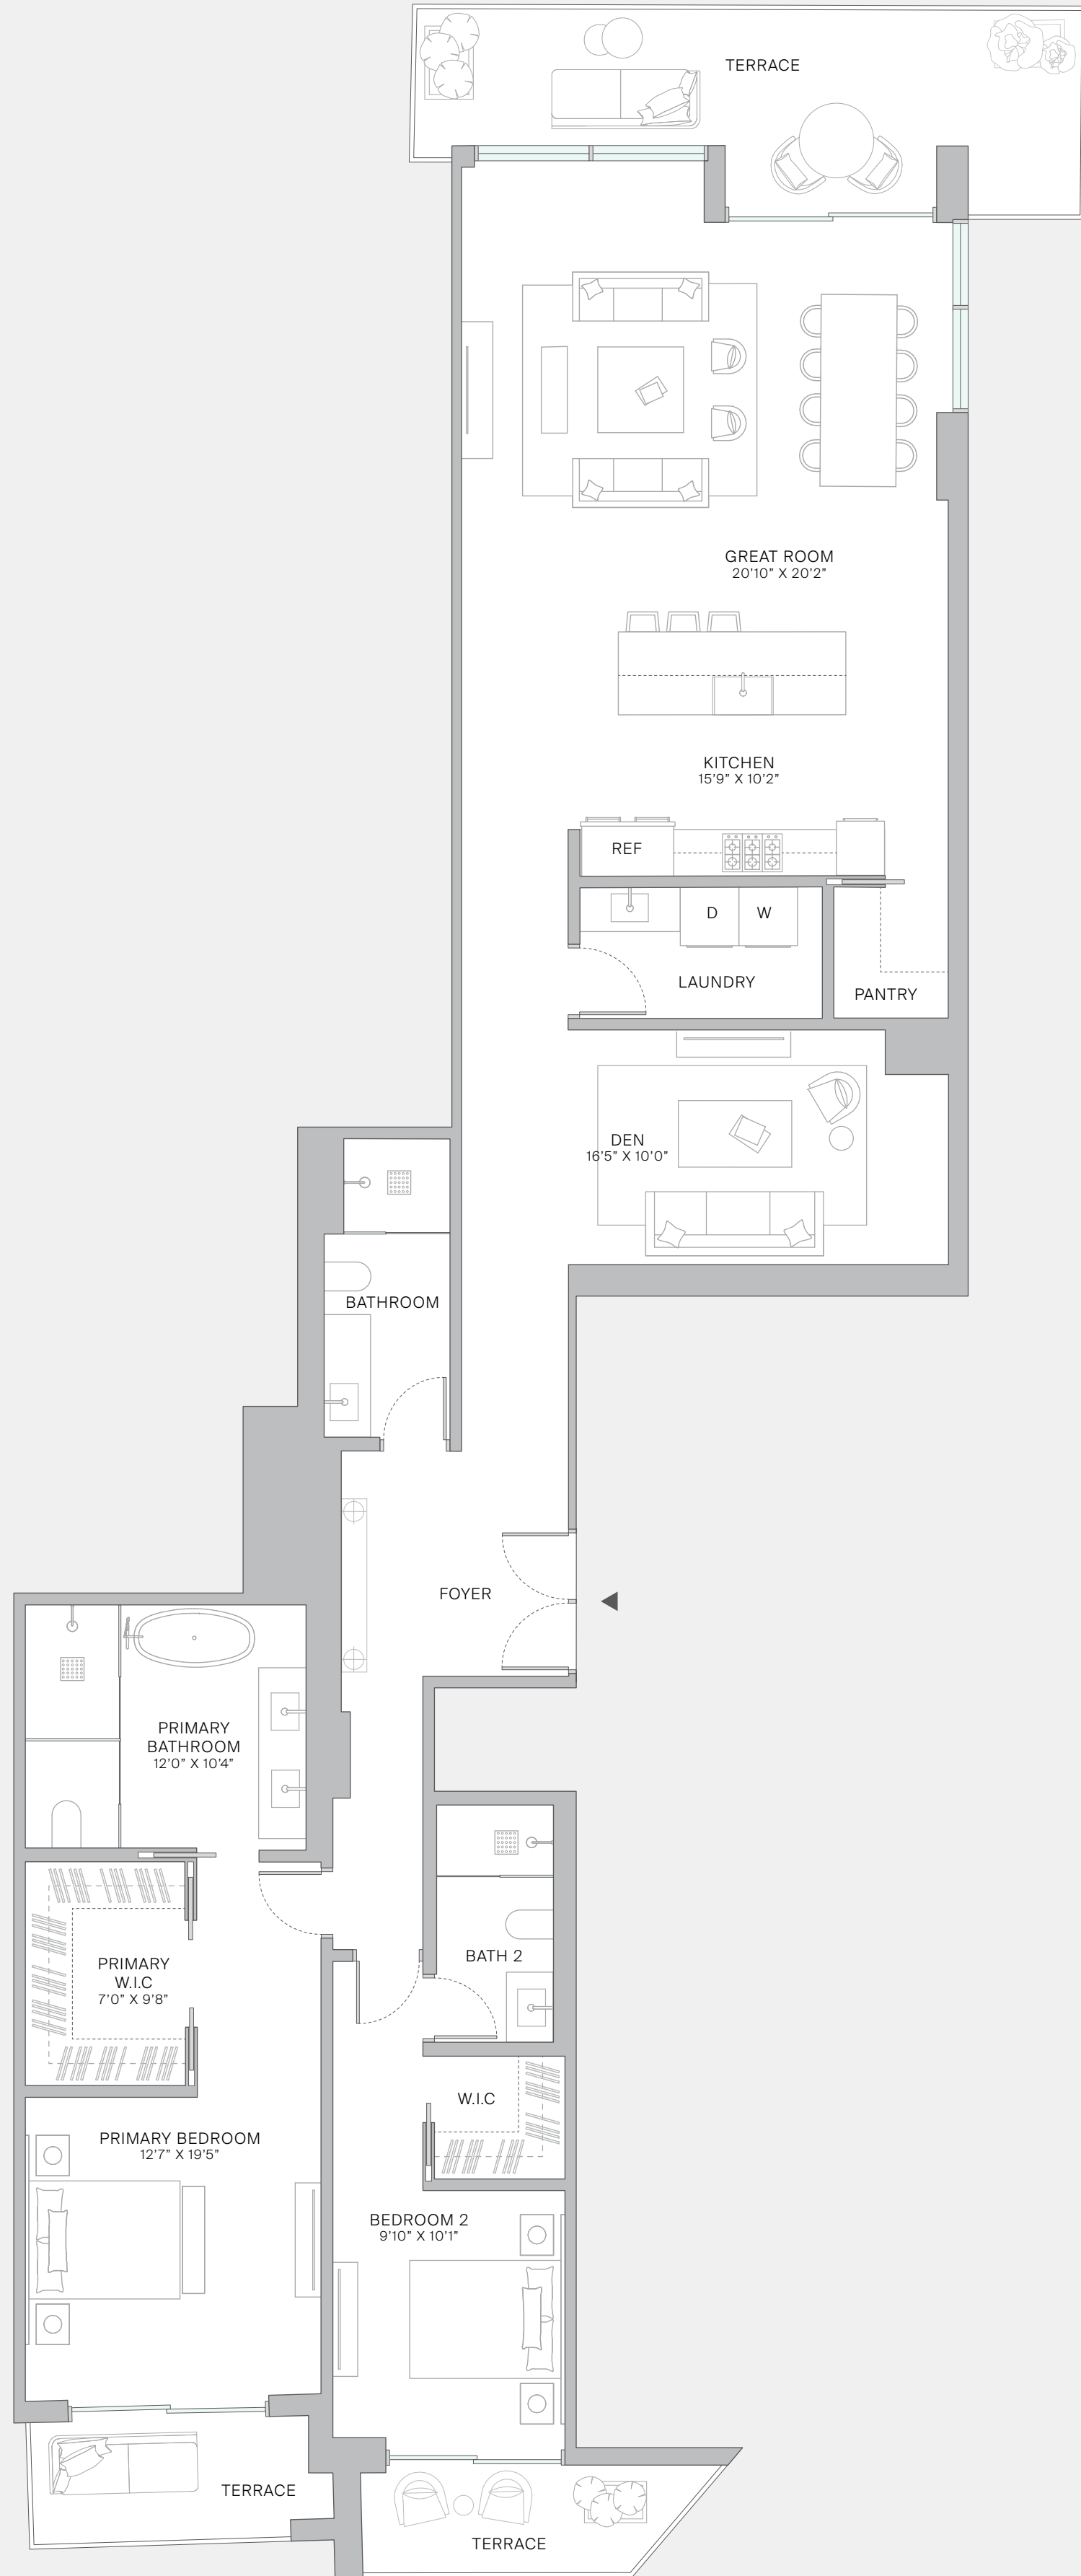 TERRACE
GREAT ROOM
20'10" X 20'2"
KITCHEN
15'9" X 10'2"
REF
D
W
LAUNDRY
PANTRY
DEN
16'5" X 10'0"
BATHROOM
FOYER
PRIMARY
BATHROOM
12'0" X 10'4"
BATH 2
PRIMARY
W.I.C
7'0" X 9'8"
W.I.C
PRIMARY BEDROOM
12'7" X 19'5"
BEDROOM 2
9'10" X 10'1"
TERRACE
TERRACE